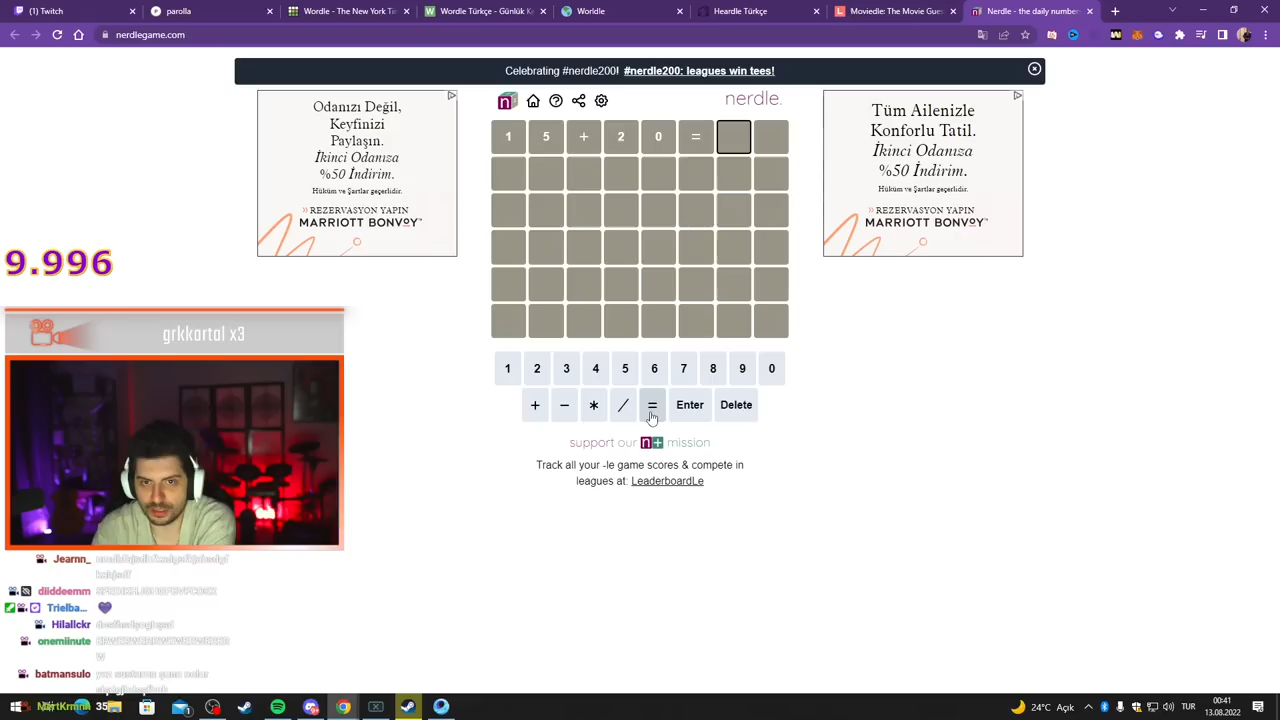 parolla
Wordle - The New York Ti
Wordle Türkçe - Günlük
Wordle
Heardle Türkçe
Moviedle: The Movies
Nerdle - the daily numbe
nerdlegame.com
Celebrating #nerdle200! #nerdle200: leagues win tees!
Odanızı Değil,
Keyfinizi
Paylaşın.
İkinci Odanıza
%50 İndirim.
Hüküm ve Şartlar geçerlidir.
» REZERVASYON YAPIN
MARRIOTT BONVOY
nerdle.
Tüm Ailenizle
Konforlu Tatil.
İkinci Odanıza
%50 İndirim.
Hüküm ve Şartlar geçerlidir.
» REZERVASYON YAPIN
MARRIOTT BONVOY
1 5 + 2 0 =
9.996
grkkartal x3
1 2 3 4 5 6 7 8 9 0
+ - * / = Enter Delete
support our n+ mission
Track all your -le game scores & compete in
leagues at: LeaderboardLe
Jearnn_
diiddeemm
Trielba...
Hilallckr
onemiinute
W
batmansulo
35
24°C Açık
TUR
00:41
13.08.2022